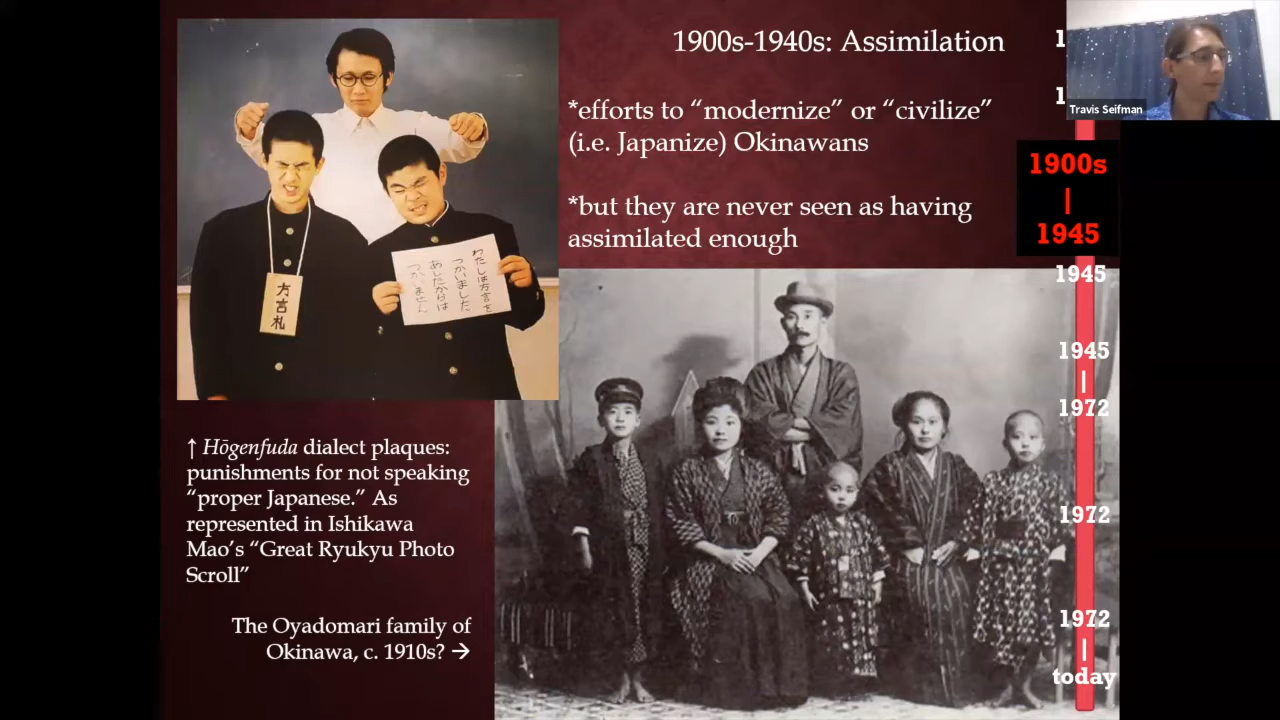 1900s-1940s: Assimilation
*efforts to “modernize” or “civilize”
(i.e. Japanize) Okinawans
*but they are never seen as having
assimilated enough
方言札
わたしは方言を
つかいました
あしたからは
つかいません
↑ Hōgenfuda dialect plaques:
punishments for not speaking
“proper Japanese.” As
represented in Ishikawa
Mao’s “Great Ryukyu Photo
Scroll”
The Oyadomari family of
Okinawa, c. 1910s? →
Travis Seifman
1900s
|
1945
1945
1945
|
1972
1972
1972
|
today